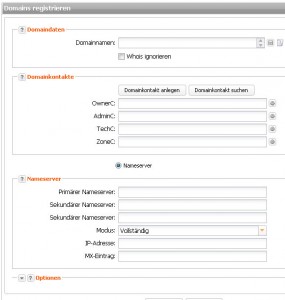 Domains registrieren
? Domaindaten
Domainnamen:
Whois ignorieren
? Domainkontakte
Domainkontakt anlegen Domainkontakt suchen
OwnerC:
AdminC:
TechC:
ZoneC:
Nameserver
? Nameserver
Primärer Nameserver:
Sekundärer Nameserver:
Sekundärer Nameserver:
Modus: Vollständig
IP-Adresse:
MX-Eintrag:
+ ? Optionen